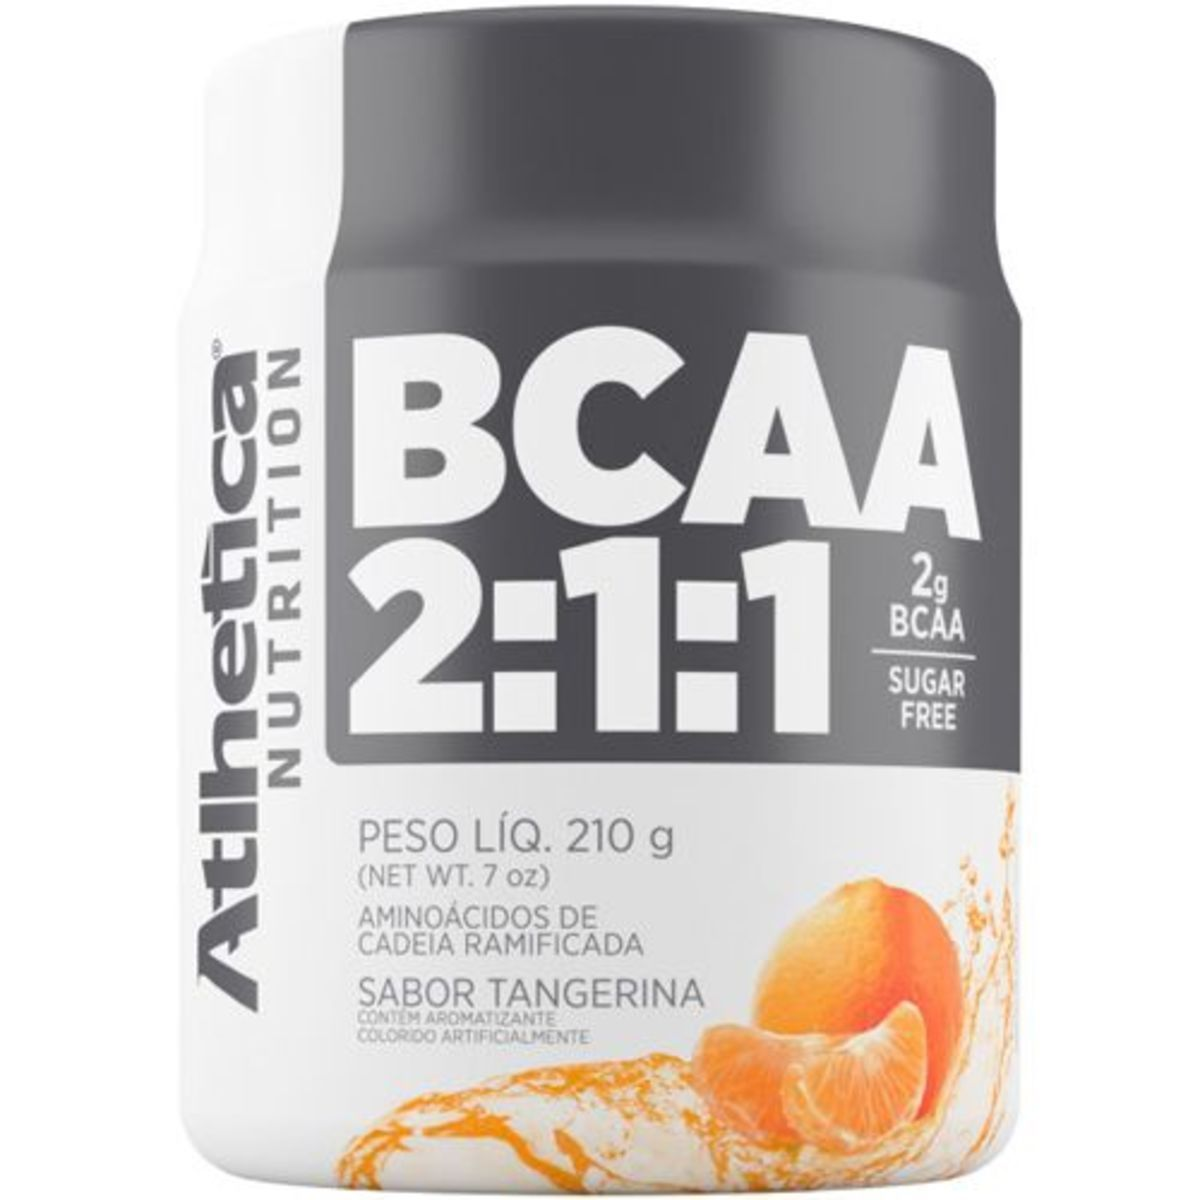 Atlhetica®
NUTRITION
BCAA
2:1:1
2g
BCAA
SUGAR
FREE
PESO LÍQ. 210 g
(NET WT. 7 oz)
AMINOÁCIDOS DE
CADEIA RAMIFICADA
SABOR TANGERINA
CONTÉM AROMATIZANTE
COLORIDO ARTIFICIALMENTE